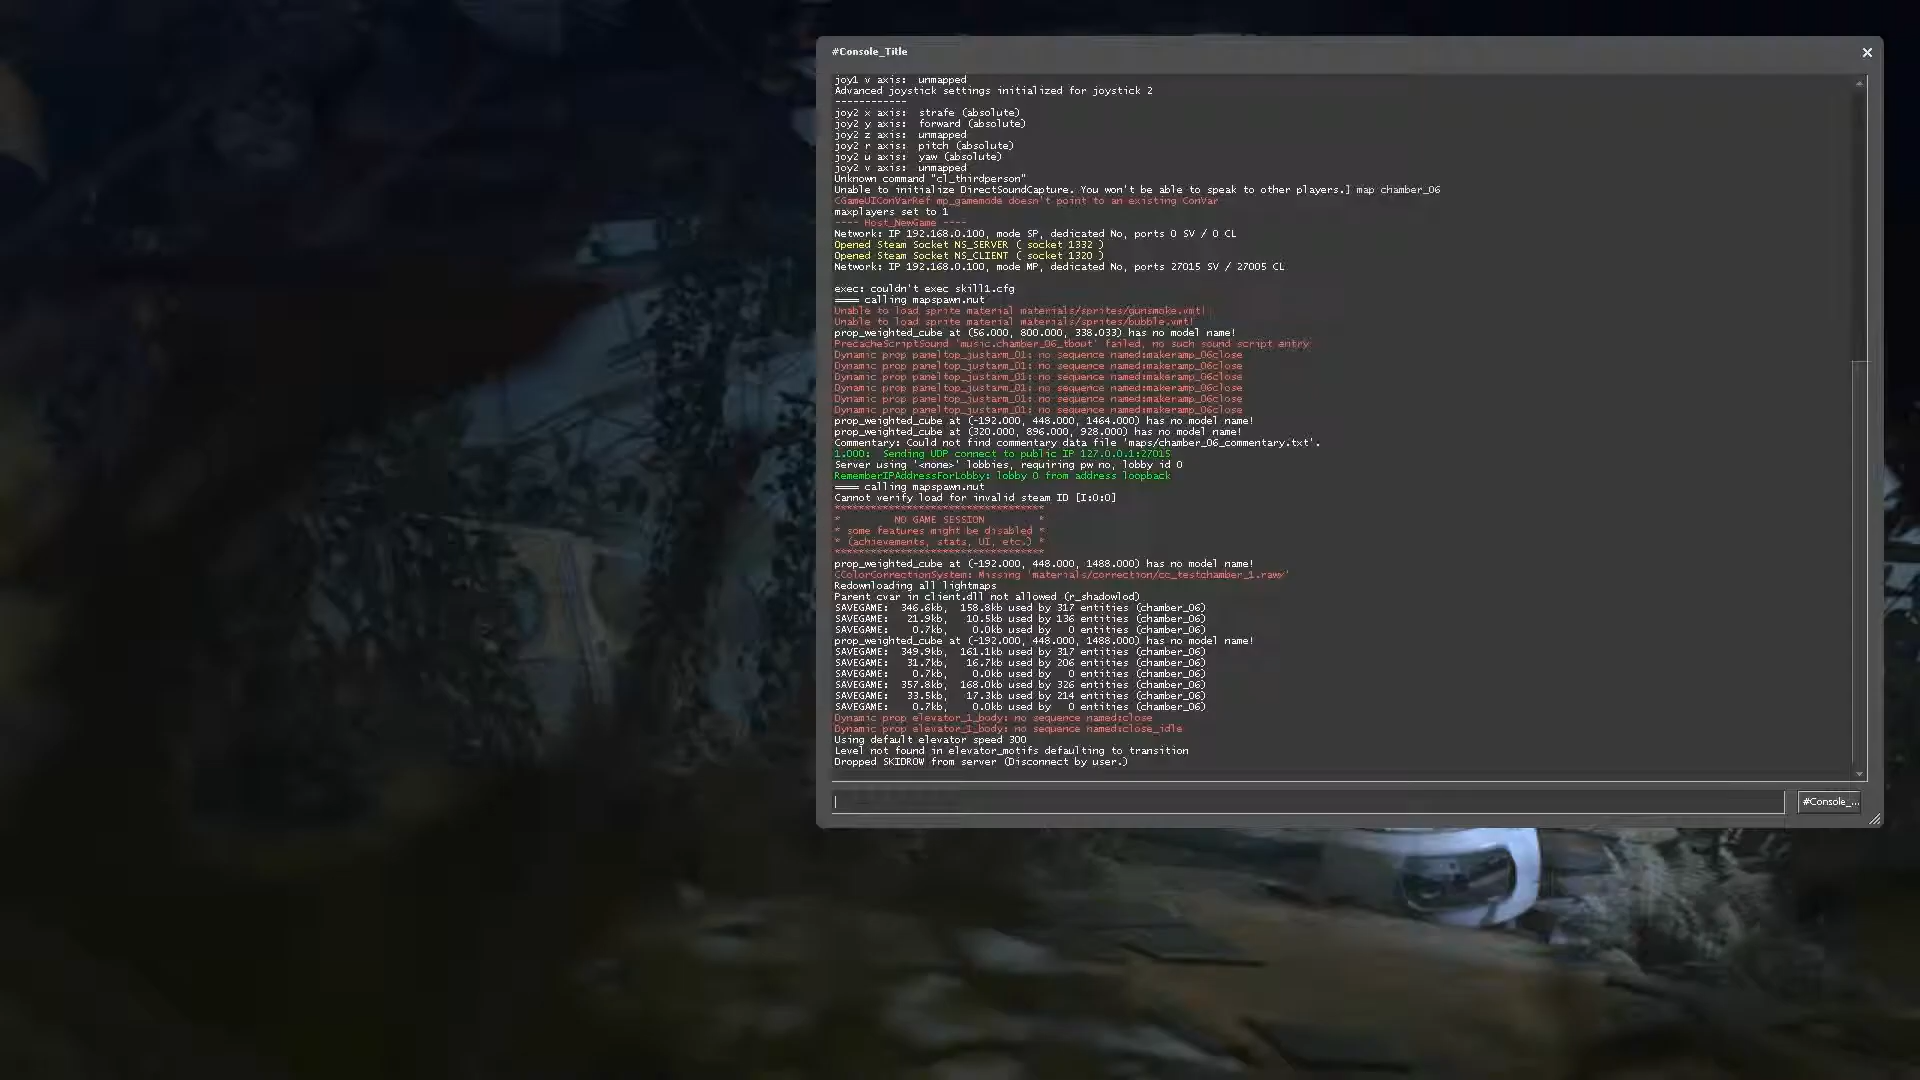 #Console_Title
joy1 v axis:  unmapped
Advanced joystick settings initialized for joystick 2
------------
joy2 x axis:  strafe (absolute)
joy2 y axis:  forward (absolute)
joy2 z axis:  unmapped
joy2 r axis:  pitch (absolute)
joy2 u axis:  yaw (absolute)
joy2 v axis:  unmapped
Unknown command "cl_thirdperson"
Unable to initialize DirectSoundCapture. You won't be able to speak to other players.] map chamber_06
CGameUIConVarRef mp_gamemode doesn't point to an existing ConVar
maxplayers set to 1
---- Host_NewGame ----
Network: IP 192.168.0.100, mode SP, dedicated No, ports 0 SV / 0 CL
Opened Steam Socket NS_SERVER ( socket 1332 )
Opened Steam Socket NS_CLIENT ( socket 1320 )
Network: IP 192.168.0.100, mode MP, dedicated No, ports 27015 SV / 27005 CL
exec: couldn't exec skill1.cfg
==== calling mapspawn.nut
Unable to load sprite material materials/sprites/gunsmoke.vmt!
Unable to load sprite material materials/sprites/bubble.vmt!
prop_weighted_cube at (56.000, 800.000, 338.033) has no model name!
PrecacheScriptSound 'music.chamber_06_tbout' failed, no such sound script entry
Dynamic prop paneltop_justarm_01: no sequence named:makeramp_06close
Dynamic prop paneltop_justarm_01: no sequence named:makeramp_06close
Dynamic prop paneltop_justarm_01: no sequence named:makeramp_06close
Dynamic prop paneltop_justarm_01: no sequence named:makeramp_06close
Dynamic prop paneltop_justarm_01: no sequence named:makeramp_06close
Dynamic prop paneltop_justarm_01: no sequence named:makeramp_06close
prop_weighted_cube at (-192.000, 448.000, 1464.000) has no model name!
prop_weighted_cube at (320.000, 896.000, 928.000) has no model name!
Commentary: Could not find commentary data file 'maps/chamber_06_commentary.txt'.
1.000:  Sending UDP connect to public IP 127.0.0.1:27015
Server using '<none>' lobbies, requiring pw no, lobby id 0
RememberIPAddressForLobby: lobby 0 from address loopback
==== calling mapspawn.nut
Cannot verify load for invalid steam ID [I:0:0]
***********************************
*         NO GAME SESSION         *
* some features might be disabled *
* (achievements, stats, UI, etc.) *
***********************************
prop_weighted_cube at (-192.000, 448.000, 1488.000) has no model name!
CColorCorrectionSystem: Missing 'materials/correction/cc_testchamber_1.raw'
Redownloading all lightmaps
Parent cvar in client.dll not allowed (r_shadowlod)
SAVEGAME:  346.6kb,  158.8kb used by 317 entities (chamber_06)
SAVEGAME:   21.9kb,   10.5kb used by 136 entities (chamber_06)
SAVEGAME:    0.7kb,    0.0kb used by   0 entities (chamber_06)
prop_weighted_cube at (-192.000, 448.000, 1488.000) has no model name!
SAVEGAME:  349.9kb,  161.1kb used by 317 entities (chamber_06)
SAVEGAME:   31.7kb,   16.7kb used by 206 entities (chamber_06)
SAVEGAME:    0.7kb,    0.0kb used by   0 entities (chamber_06)
SAVEGAME:  357.8kb,  168.0kb used by 326 entities (chamber_06)
SAVEGAME:   33.5kb,   17.3kb used by 214 entities (chamber_06)
SAVEGAME:    0.7kb,    0.0kb used by   0 entities (chamber_06)
Dynamic prop elevator_1_body: no sequence named:close
Dynamic prop elevator_1_body: no sequence named:close_idle
Using default elevator speed 300
Level not found in elevator_motifs defaulting to transition
Dropped SKIDROW from server (Disconnect by user.)
#Console_...